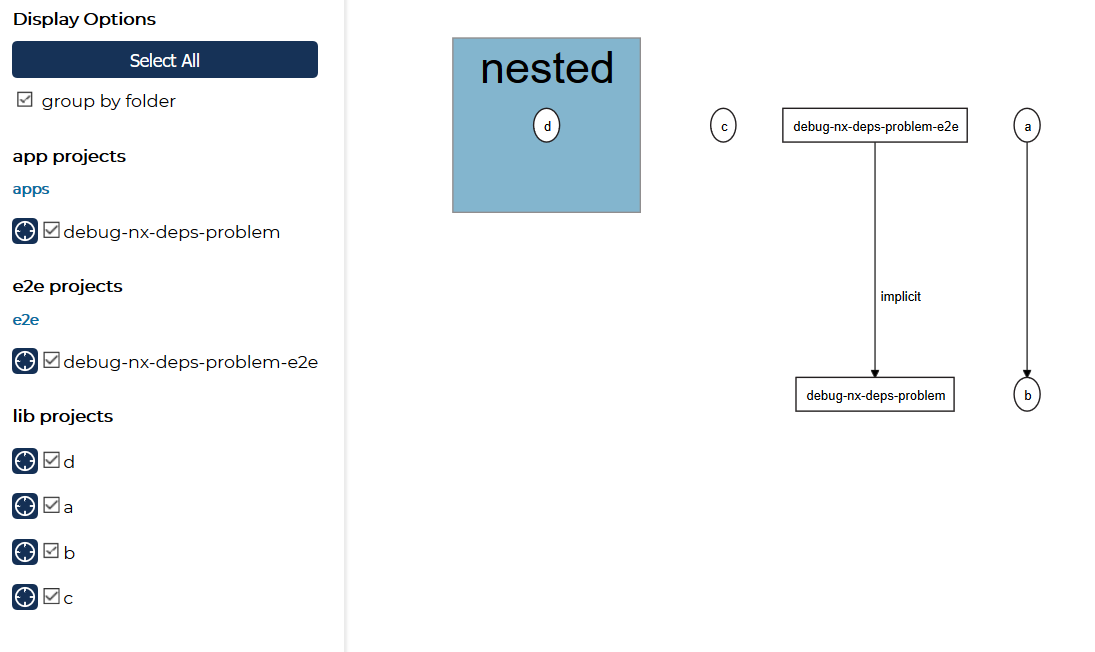 Display Options
Select All
group by folder
app projects
apps
debug-nx-deps-problem
e2e projects
e2e
debug-nx-deps-problem-e2e
lib projects
d
a
b
c
nested
d
c
debug-nx-deps-problem-e2e
a
implicit
debug-nx-deps-problem
b